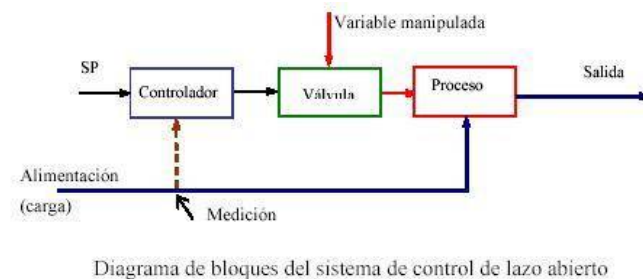 Variable manipulada
SP
Controlador
Válvula
Proceso
Salida
Alimentación
(carga)
Medición
Diagrama de bloques del sistema de control de lazo abierto